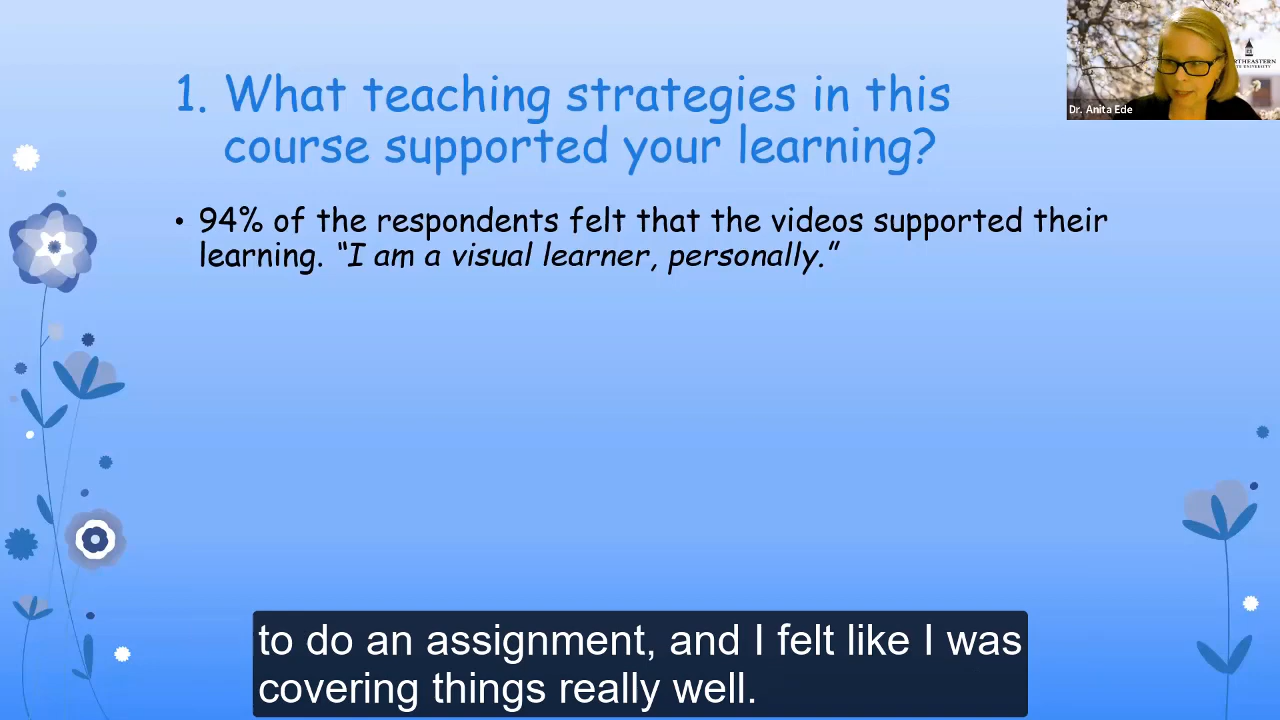 1. What teaching strategies in this
course supported your learning?
• 94% of the respondents felt that the videos supported their
learning. “I am a visual learner, personally.”
Dr. Anita Ede
to do an assignment, and I felt like I was
covering things really well.